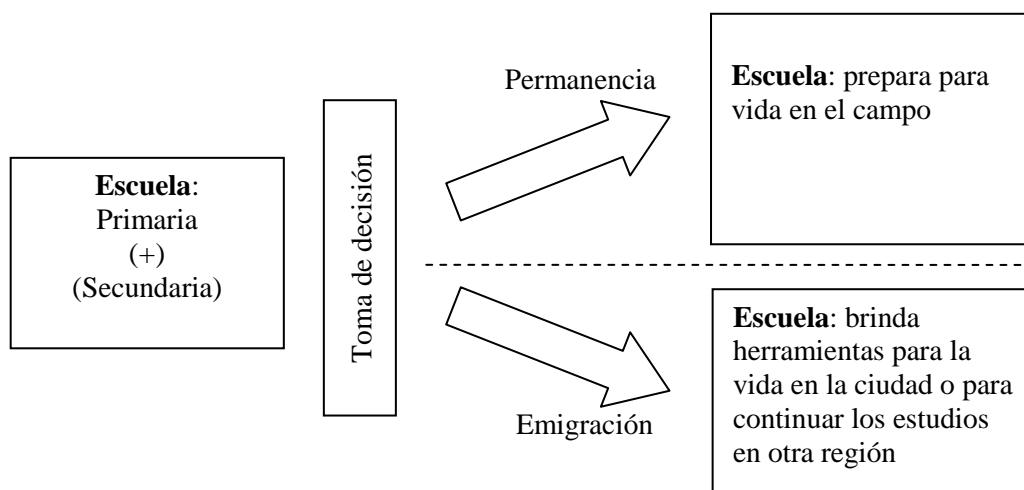 Escuela:
Primaria
(+)
(Secundaria)
Toma de decisión
Permanencia
Escuela: prepara para
vida en el campo
Emigración
Escuela: brinda
herramientas para la
vida en la ciudad o para
continuar los estudios
en otra región